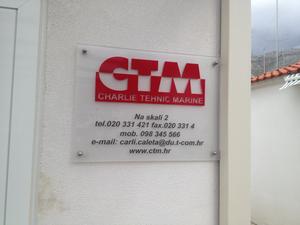 CTM
CHARLIE TEHNIC MARINE
Na skali 2
tel.020 331 421 fax.020 331 4
mob. 098 345 566
e-mail: carli.caleta@du.t-com.hr
www.ctm.hr